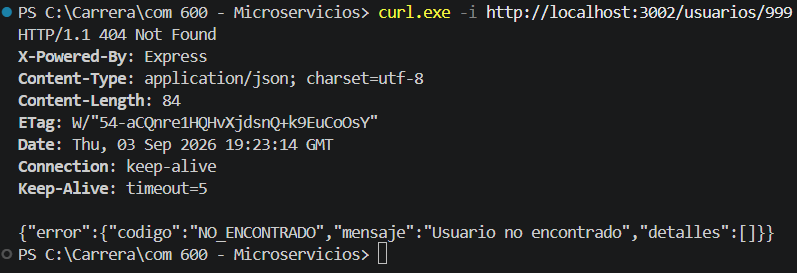 PS C:\Carrera\com 600 - Microservicios> curl.exe -i http://localhost:3002/usuarios/999
HTTP/1.1 404 Not Found
X-Powered-By: Express
Content-Type: application/json; charset=utf-8
Content-Length: 84
ETag: W/"54-aCQnre1HQHvXjdsnQ+k9EuCoOsY"
Date: Thu, 03 Sep 2026 19:23:14 GMT
Connection: keep-alive
Keep-Alive: timeout=5

{"error":{"codigo":"NO_ENCONTRADO","mensaje":"Usuario no encontrado","detalles":[]}}
PS C:\Carrera\com 600 - Microservicios>